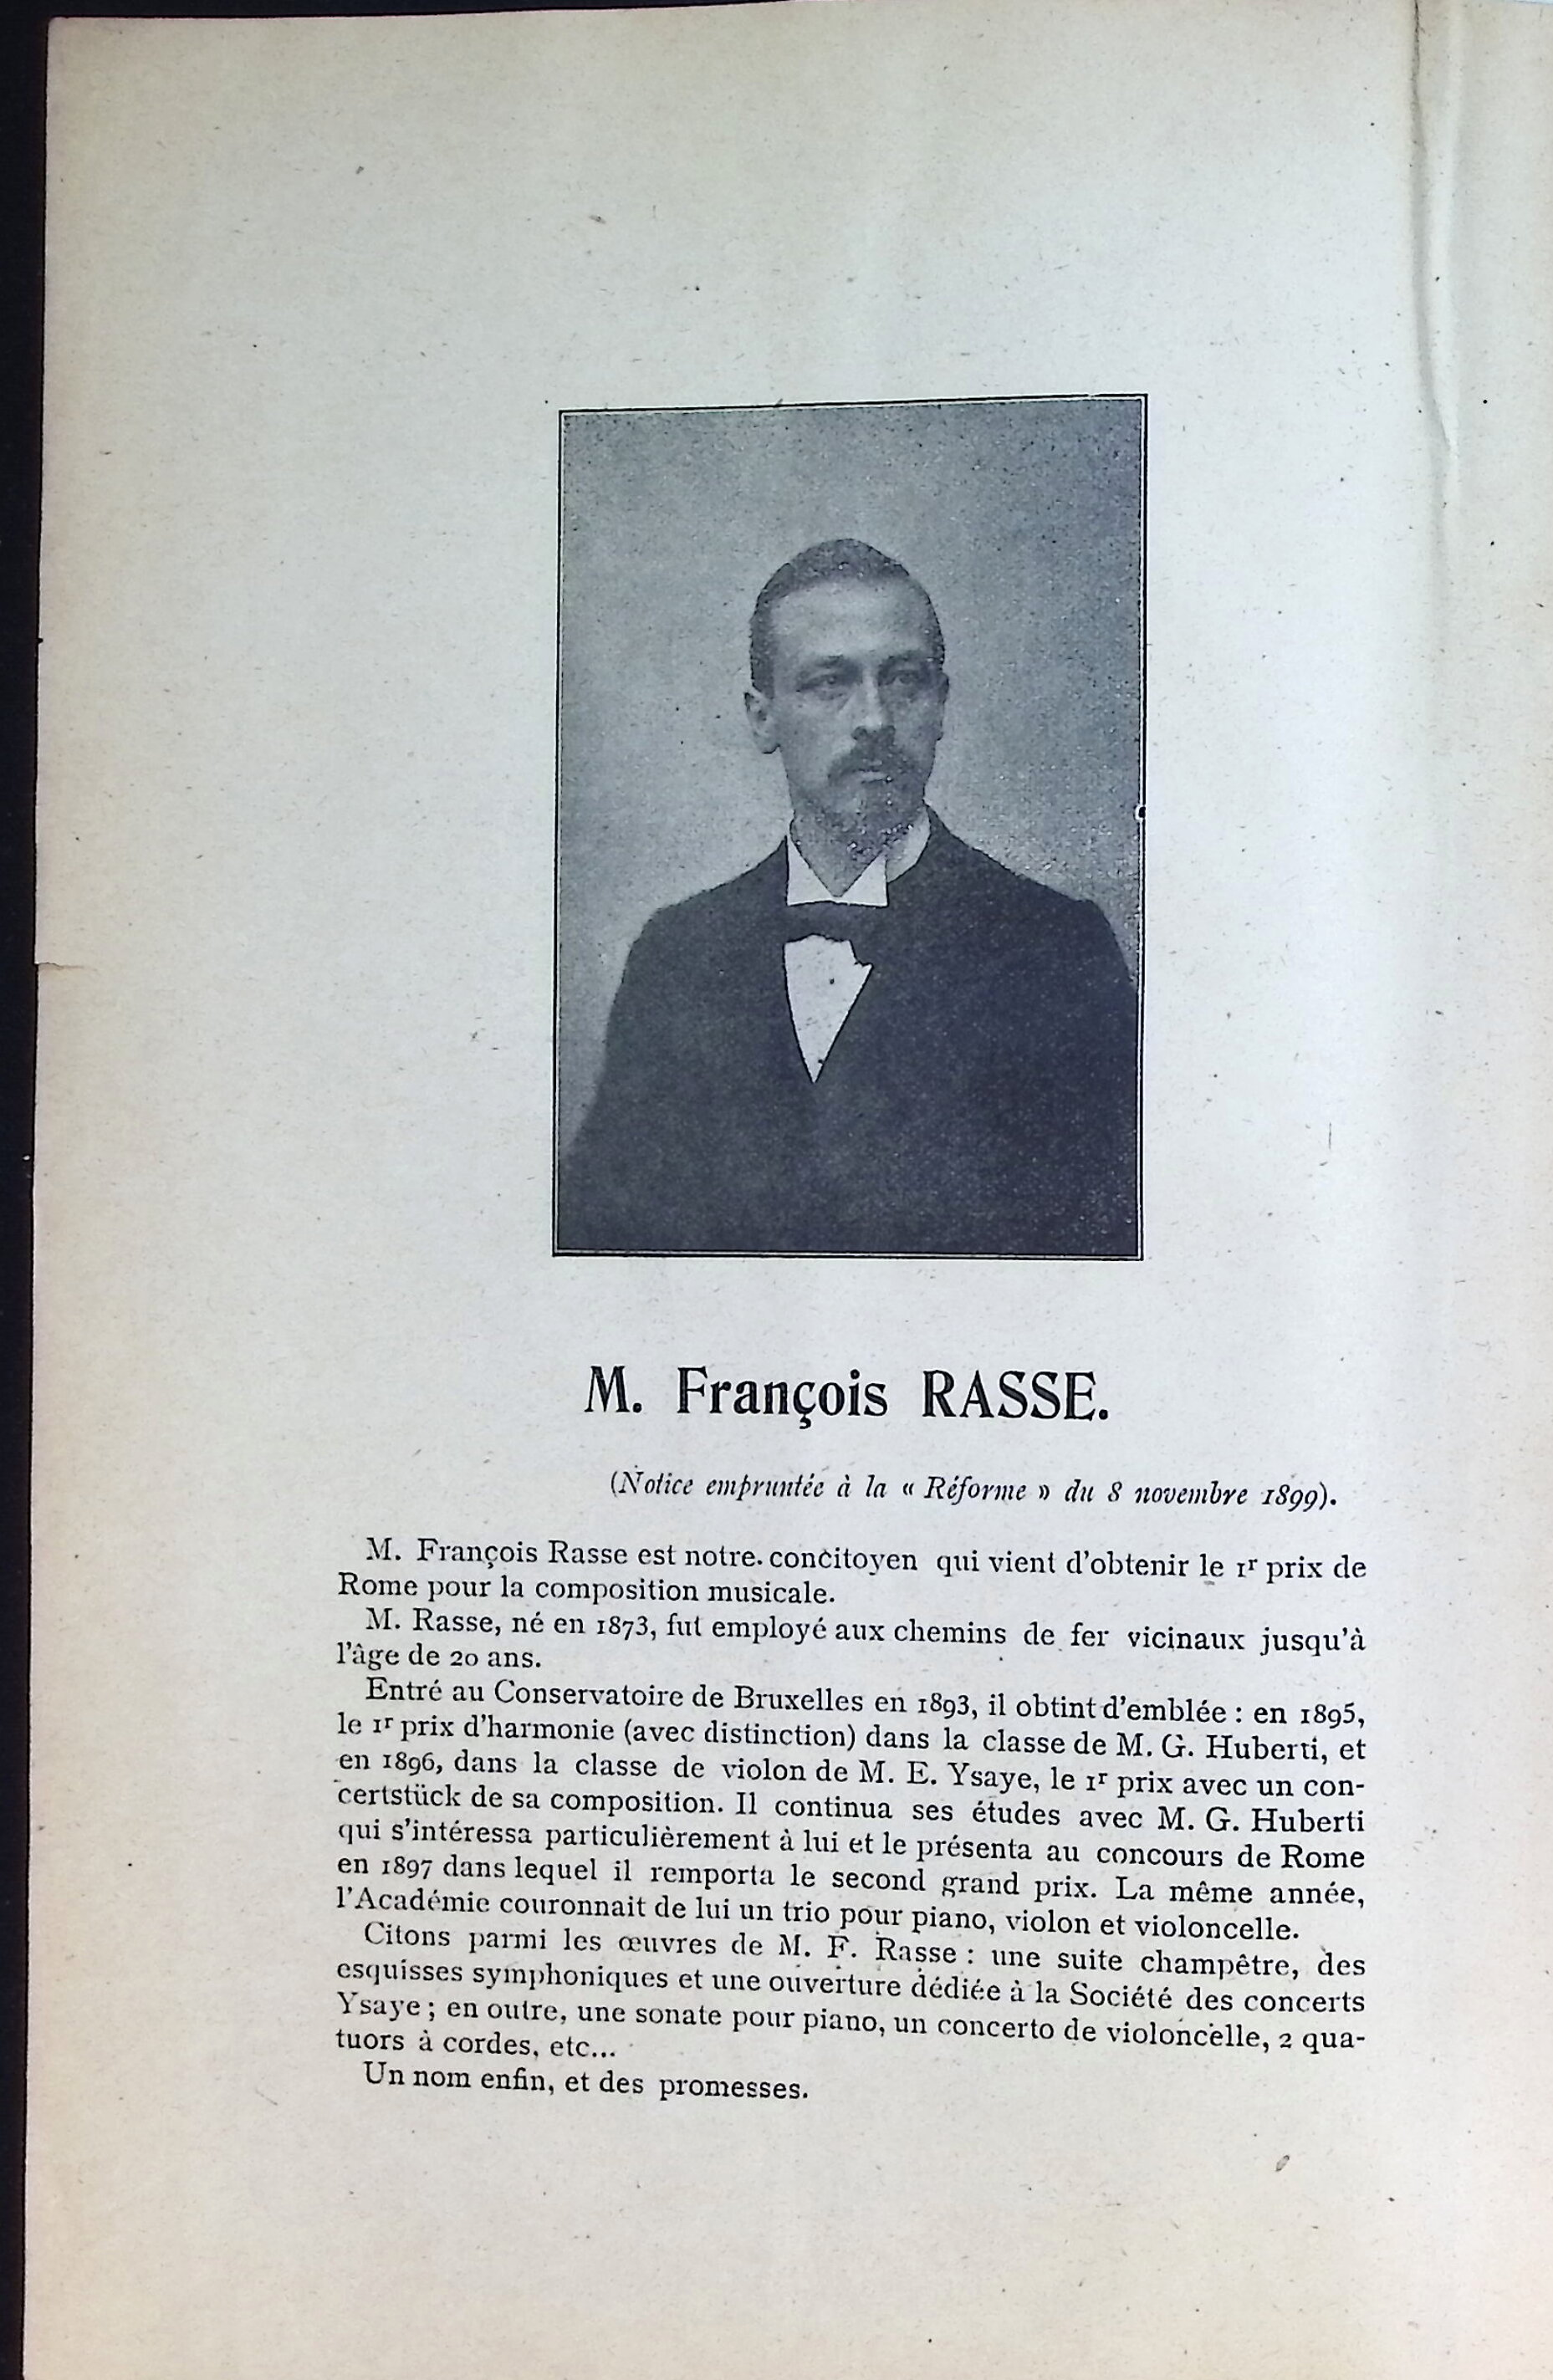 M. François RASSE.
(Notice empruntée à la « Réforme » du 8 novembre 1899).
M. François Rasse est notre concitoyen qui vient d'obtenir le 1r prix de
Rome pour la composition musicale.
M. Rasse, né en 1873, fut employé aux chemins de fer vicinaux jusqu'à
l'âge de 20 ans.
Entré au Conservatoire de Bruxelles en 1893, il obtint d'emblée : en 1895,
le 1r prix d'harmonie (avec distinction) dans la classe de M. G. Huberti, et
en 1896, dans la classe de violon de M. E. Ysaye, le 1r prix avec un con-
certstück de sa composition. Il continua ses études avec M. G. Huberti
qui s'intéressa particulièrement à lui et le présenta au concours de Rome
en 1897 dans lequel il remporta le second grand prix. La même année,
l'Académie couronnait de lui un trio pour piano, violon et violoncelle.
Citons parmi les œuvres de M. F. Rasse : une suite champêtre, des
esquisses symphoniques et une ouverture dédiée à la Société des concerts
Ysaye ; en outre, une sonate pour piano, un concerto de violoncelle, 2 qua-
tuors à cordes, etc...
Un nom enfin, et des promesses.